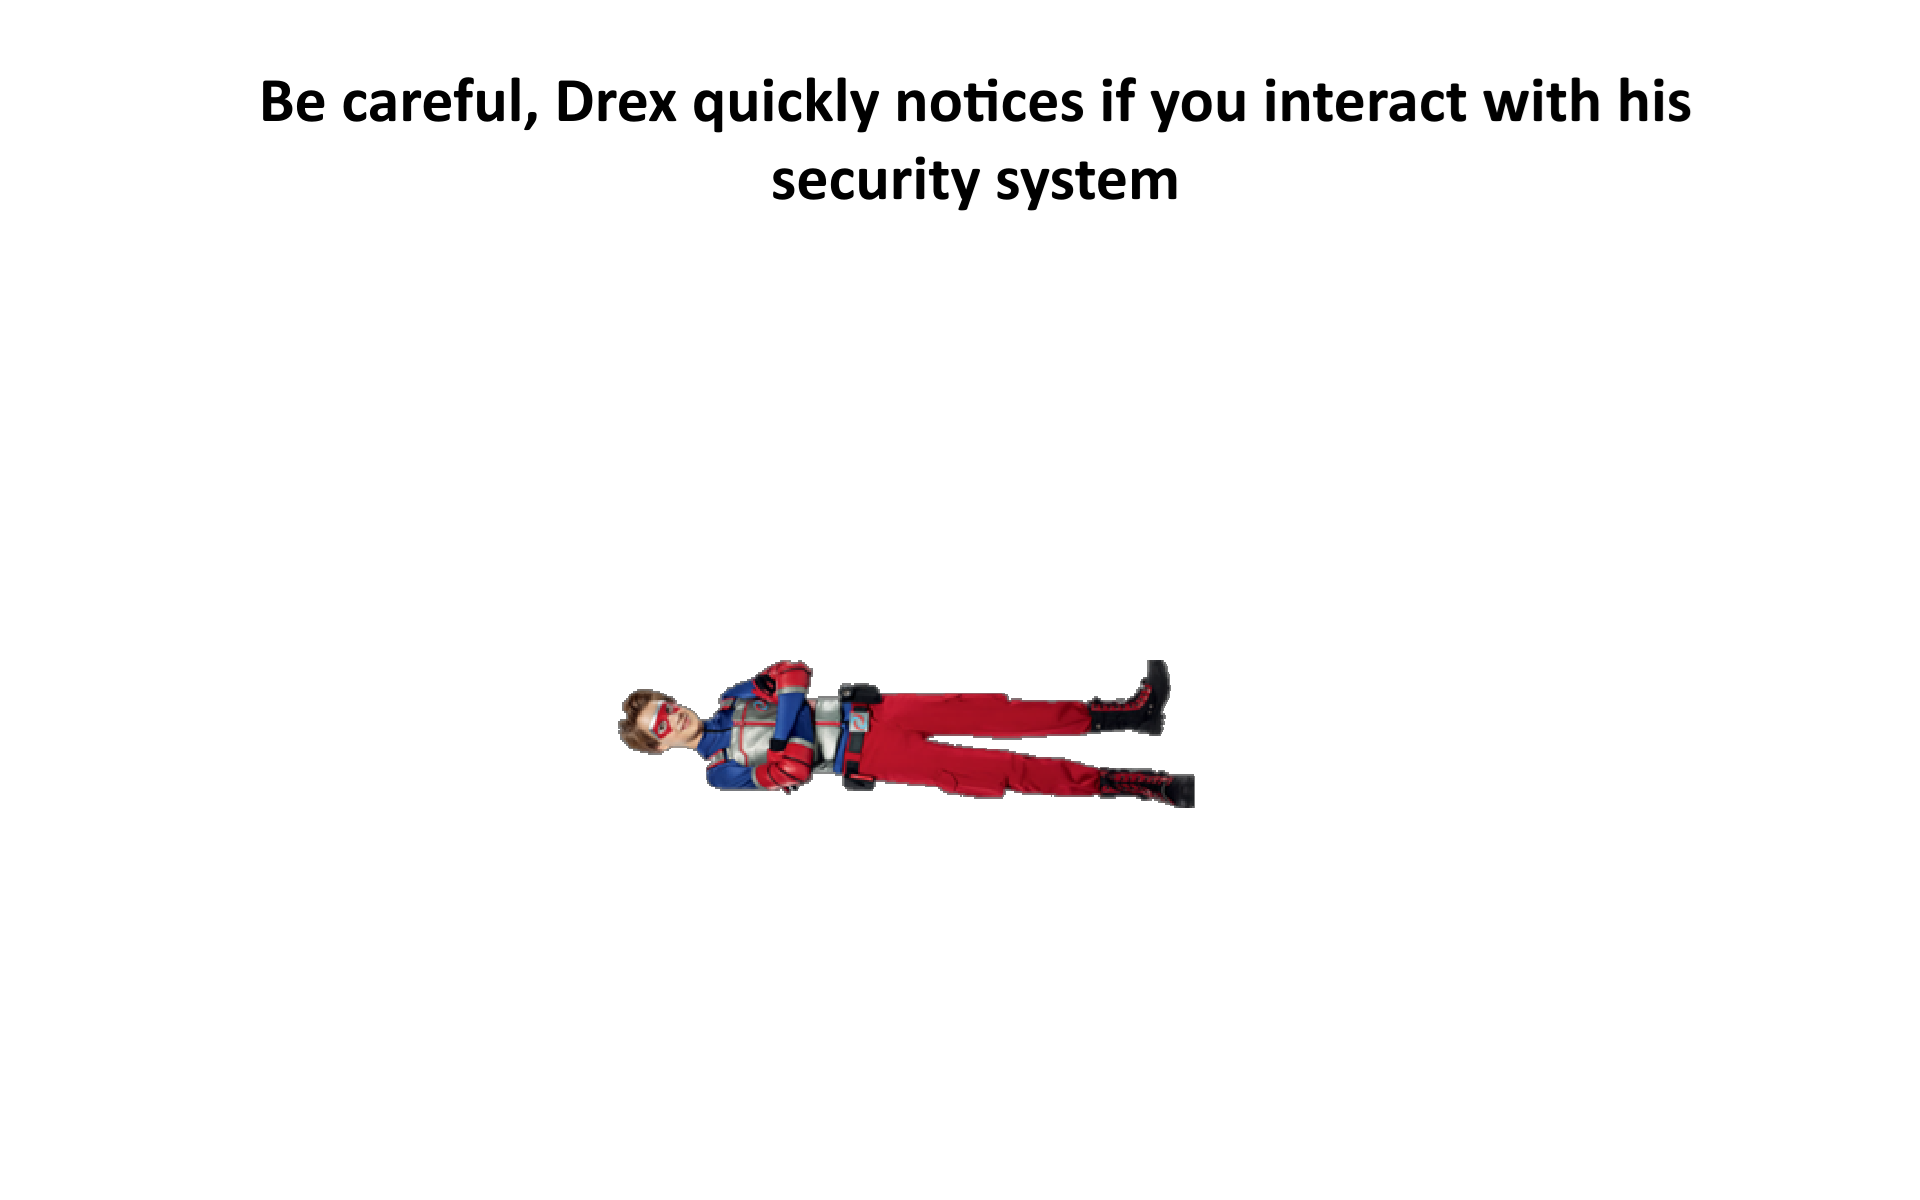 Be careful, Drex quickly notices if you interact with his
security system